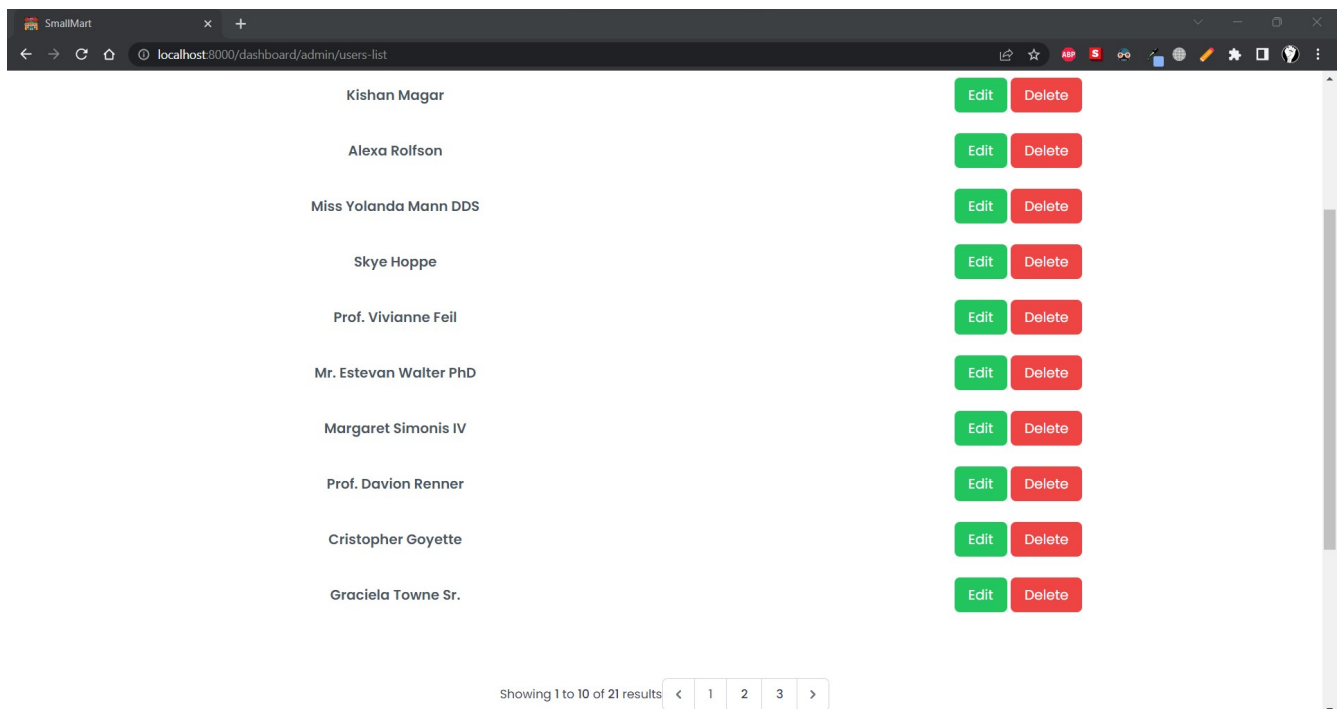 SmallMart
localhost:8000/dashboard/admin/users-list
ABP S
Kishan Magar Edit Delete
Alexa Rolfson Edit Delete
Miss Yolanda Mann DDS Edit Delete
Skye Hoppe Edit Delete
Prof. Vivianne Feil Edit Delete
Mr. Estevan Walter PhD Edit Delete
Margaret Simonis IV Edit Delete
Prof. Davion Renner Edit Delete
Cristopher Goyette Edit Delete
Graciela Towne Sr. Edit Delete
Showing 1 to 10 of 21 results < 1 2 3 >